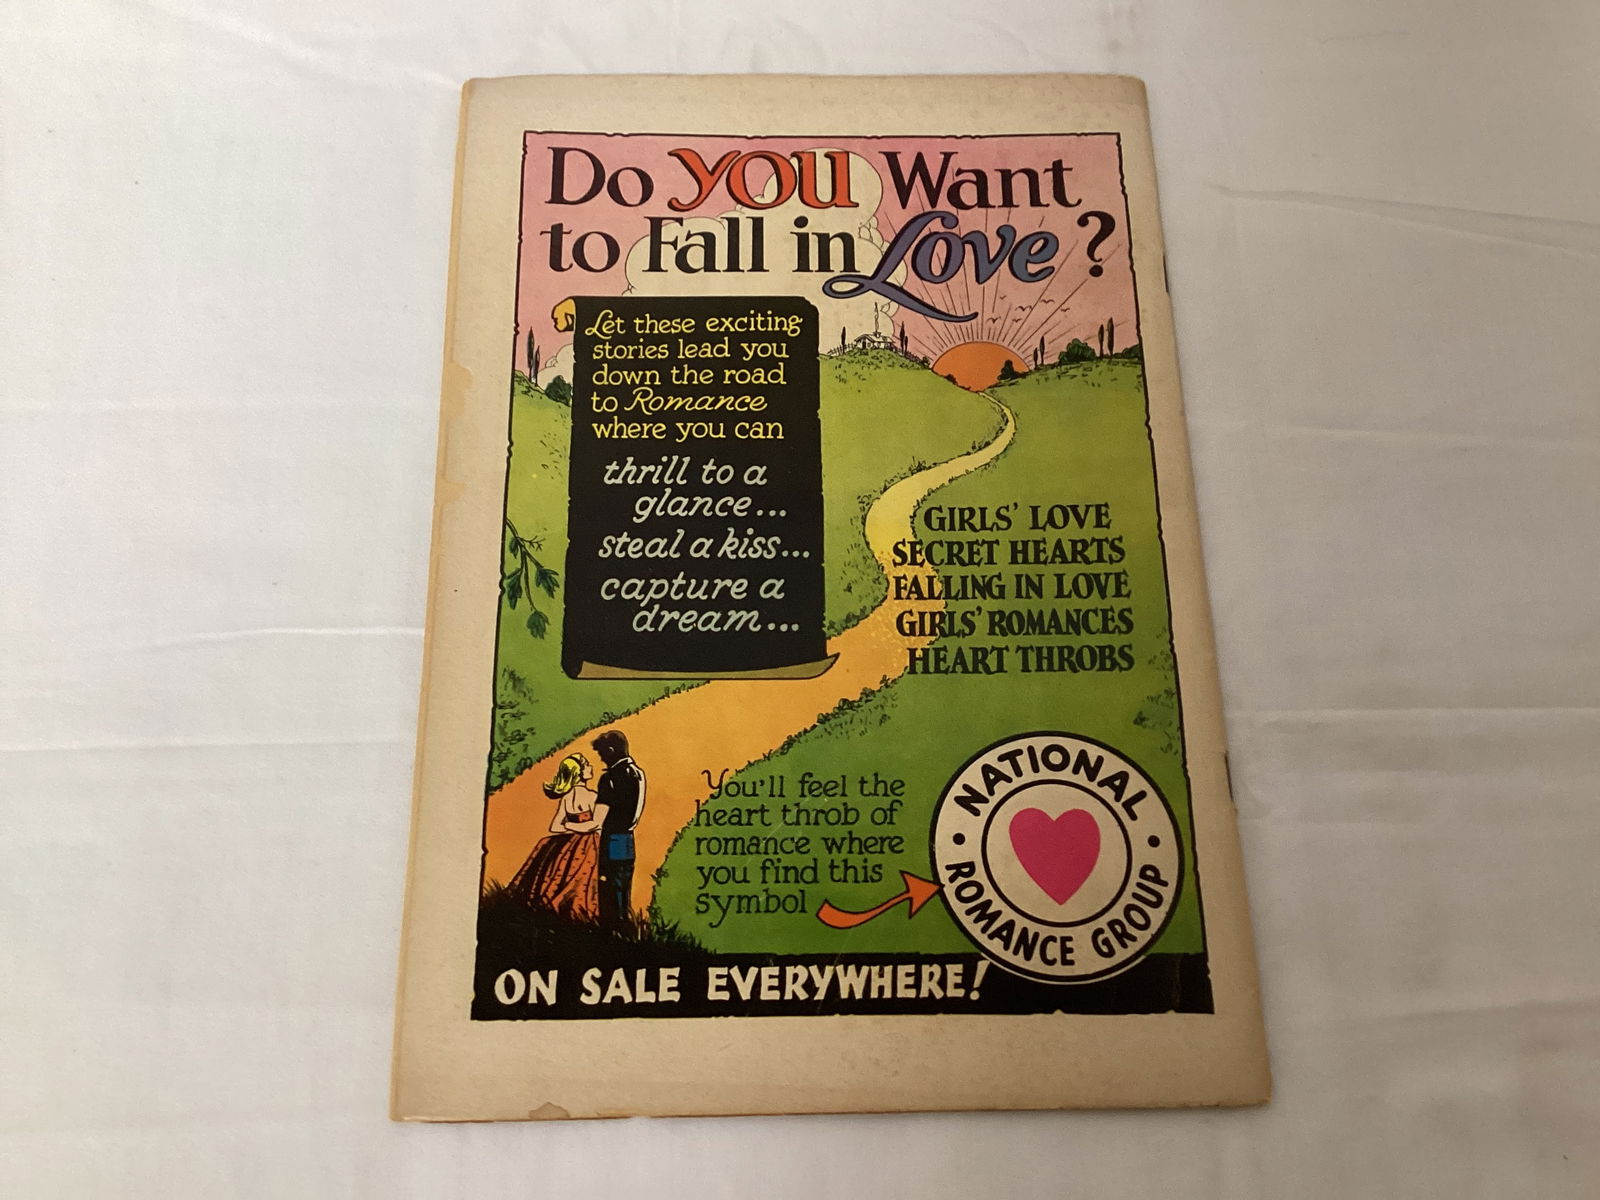 Do YOU Want
to Fall in Love?
Let these exciting
stories lead you
down the road
to Romance
where you can
thrill to a
glance...
steal a kiss...
capture a
dream...
GIRLS' LOVE
SECRET HEARTS
FALLING IN LOVE
GIRLS' ROMANCES
HEART THROBS
You'll feel the
heart throb of
romance where
you find this
symbol
NATIONAL
ROMANCE GROUP
ON SALE EVERYWHERE!